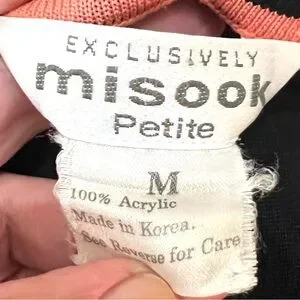 EXCLUSIVELY
misook
Petite
M
100% Acrylic
Made in Korea.
See Reverse for Care